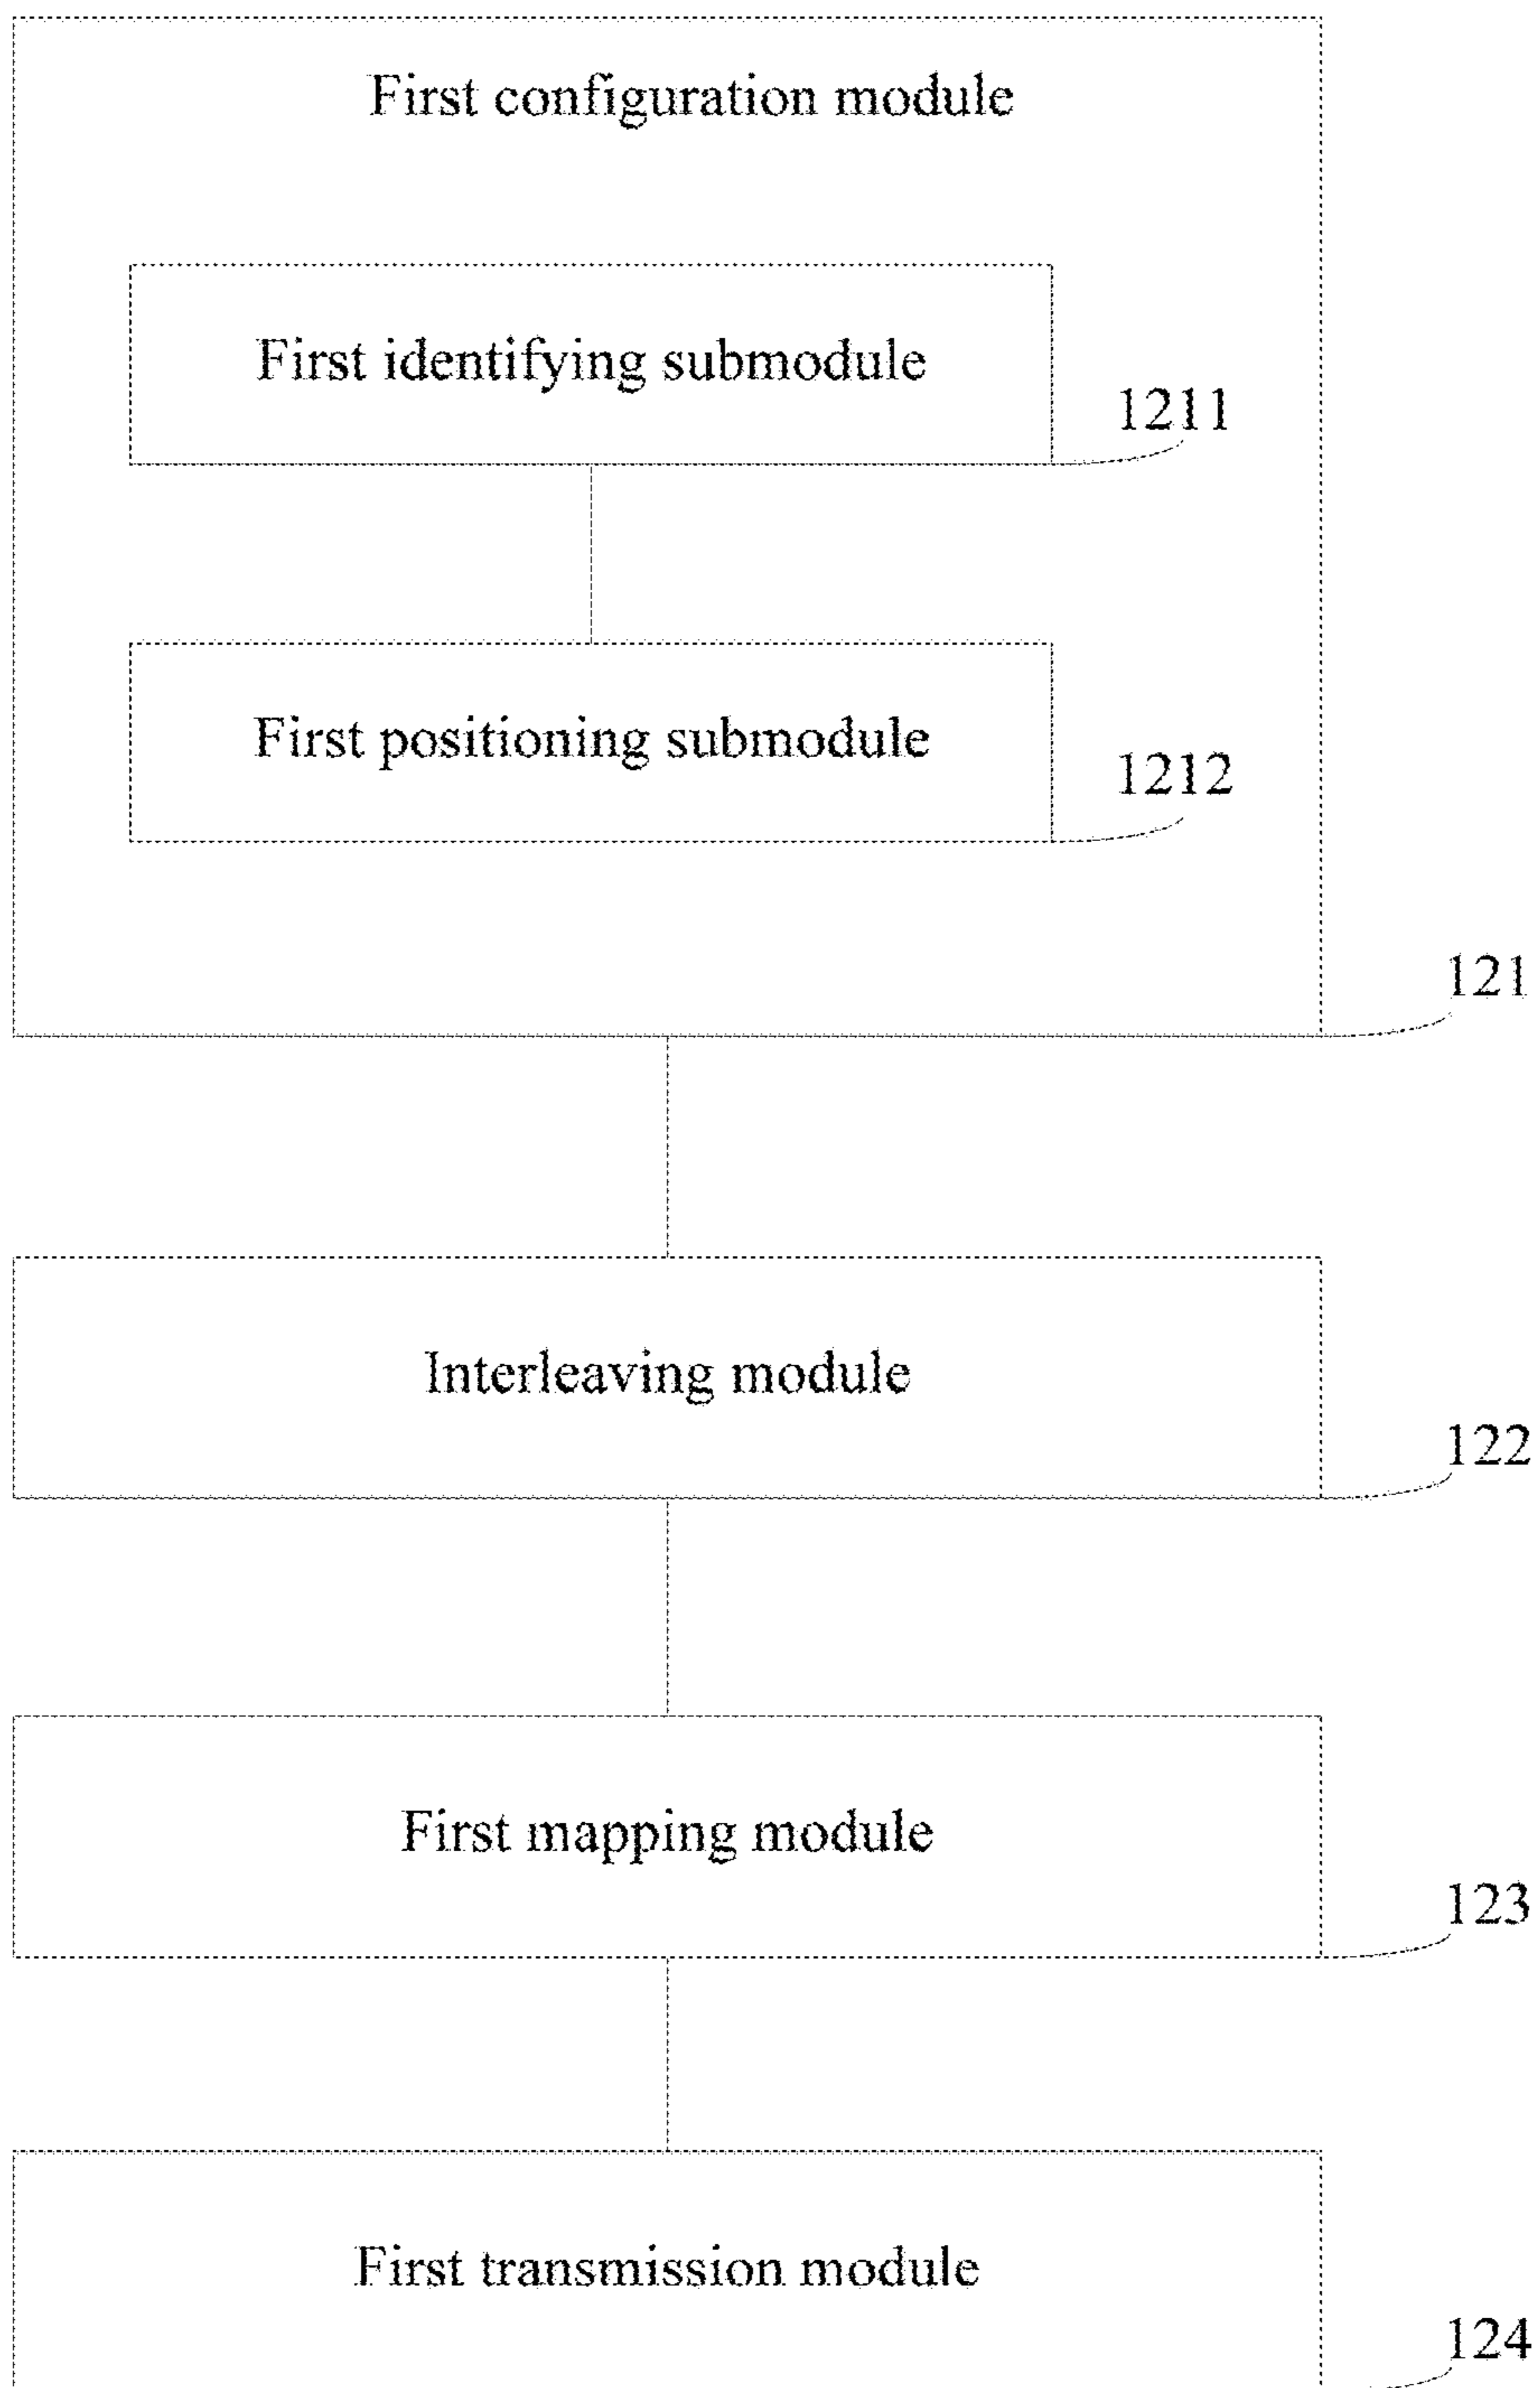 First configuration module
First identifying submodule
1211
First positioning submodule
1212
121
Interleaving module
122
First mapping module
123
First transmission module
124